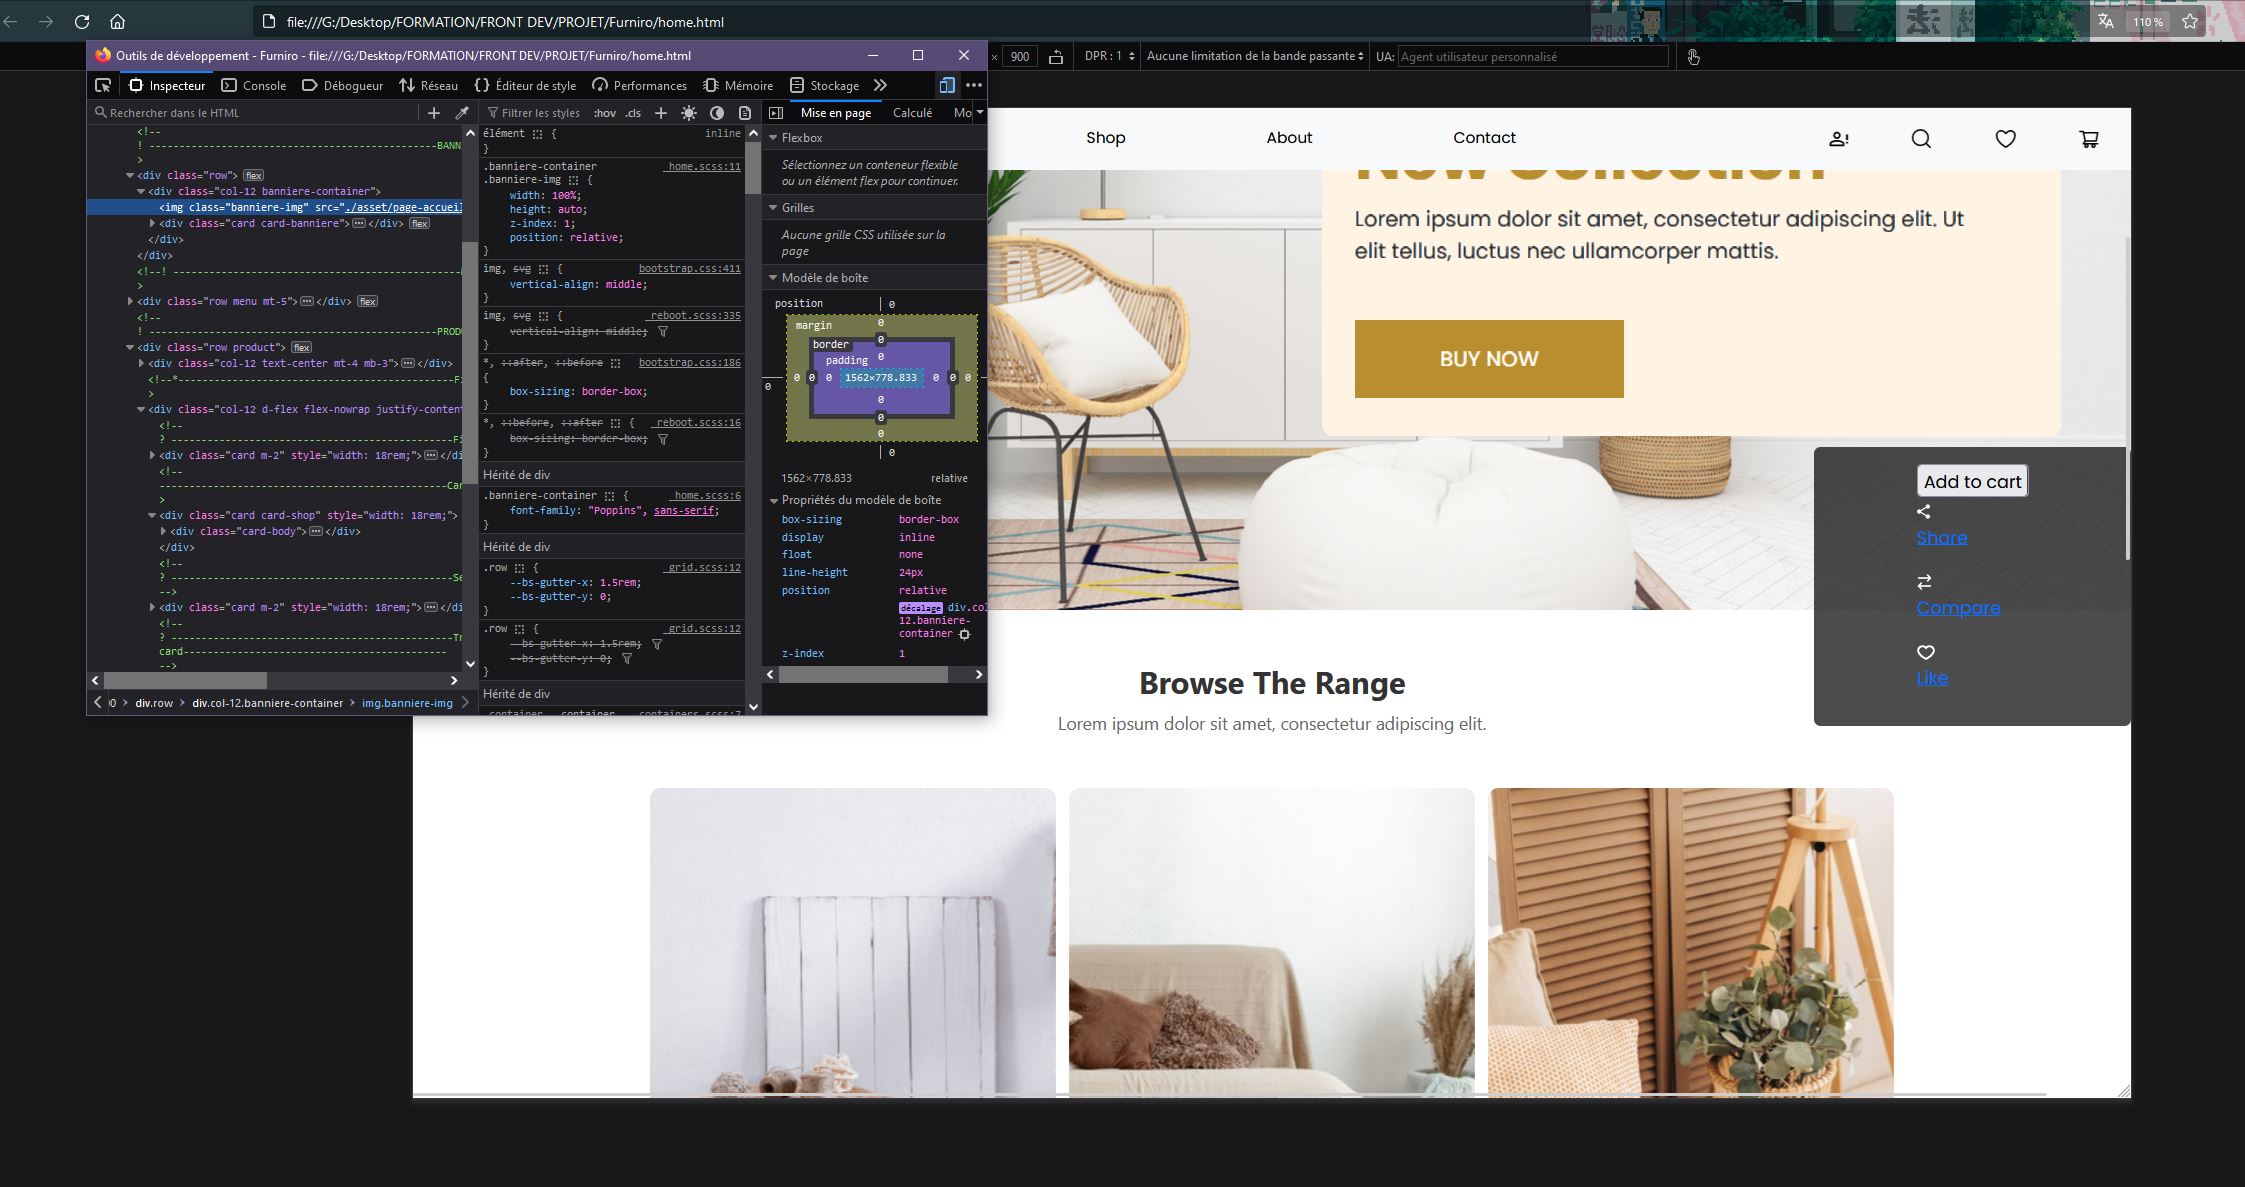 file:///G:/Desktop/FORMATION/FRONT DEV/PROJET/Furniro/home.html
110 %
Outils de développement - Furniro - file:///G:/Desktop/FORMATION/FRONT DEV/PROJET/Furniro/home.html
× 900 DPR : 1 Aucune limitation de la bande passante UA: Agent utilisateur personnalisé
Inspecteur Console Débogueur Réseau Éditeur de style Performances Mémoire Stockage
Rechercher dans le HTML
<!--
! ----------------------------------------------BANN
>
<div class="row"> flex
<div class="col-12 banniere-container">
<img class="banniere-img" src="./asset/page-accueil
<div class="card card-banniere"> </div> flex
</div>
</div>
<!--! ----------------------------------------------
>
<div class="row menu mt-5"> </div> flex
<!--
! ----------------------------------------------PROD
>
<div class="row product"> flex
<div class="col-12 text-center mt-4 mb-3"> </div>
<!--*--------------------------------------------Fi
>
<div class="col-12 d-flex flex-nowrap justify-conten
<!--
? ---------------------------------------------Fi
<div class="card m-2" style="width: 18rem;"> </di
<!--
----------------------------------------------Car
>
<div class="card card-shop" style="width: 18rem;">
<div class="card-body"> </div>
</div>
<!--
? ---------------------------------------------Se
-->
<div class="card m-2" style="width: 18rem;"> </di
<!--
? ---------------------------------------------Tr
card------------------------------------------
-->
div.row > div.col-12.banniere-container > img.banniere-img
Filtrer les styles :hov .cls
élément { inline
}
.banniere-container _home.scss:11
.banniere-img {
width: 100%;
height: auto;
z-index: 1;
position: relative;
}
img, svg { bootstrap.css:411
vertical-align: middle;
}
img, svg { _reboot.scss:335
vertical-align: middle;
}
*, ::after, ::before bootstrap.css:186
{
box-sizing: border-box;
}
*, ::before, ::after { _reboot.scss:16
box-sizing: border-box;
}
Hérité de div
.banniere-container { _home.scss:6
font-family: "Poppins", sans-serif;
}
Hérité de div
.row { _grid.scss:12
--bs-gutter-x: 1.5rem;
--bs-gutter-y: 0;
}
.row { _grid.scss:12
--bs-gutter-x: 1.5rem;
--bs-gutter-y: 0;
}
Hérité de div
Mise en page Calculé Mo
Flexbox
Sélectionnez un conteneur flexible
ou un élément flex pour continuer.
Grilles
Aucune grille CSS utilisée sur la
page
Modèle de boîte
position 0
margin 0
border 0
padding 0
0 0 0 0 1562×778.833 0 0 0
0
0
0
0
1562×778.833 relative
Propriétés du modèle de boîte
box-sizing border-box
display inline
float none
line-height 24px
position relative
décalage div.col
12.banniere-
container
z-index 1
Shop About Contact
Lorem ipsum dolor sit amet, consectetur adipiscing elit. Ut
elit tellus, luctus nec ullamcorper mattis.
BUY NOW
Add to cart
Share
Compare
Like
Browse The Range
Lorem ipsum dolor sit amet, consectetur adipiscing elit.